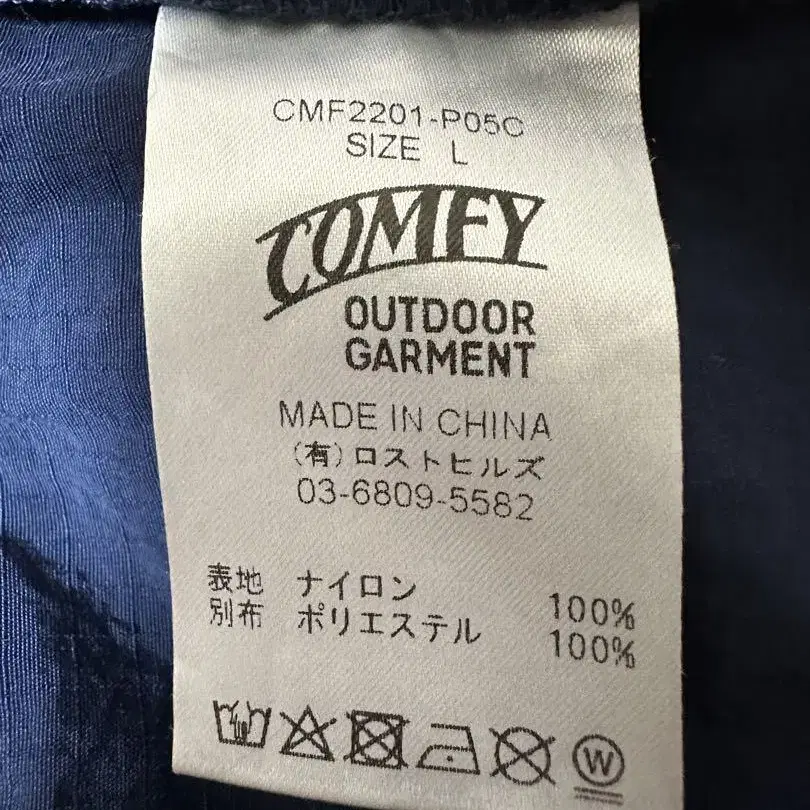 CMF2201-P05C
SIZE L
COMFY
OUTDOOR
GARMENT
MADE IN CHINA
(有)ロストヒルズ
03-6809-5582
表地 ナイロン 100%
別布 ポリエステル 100%
W